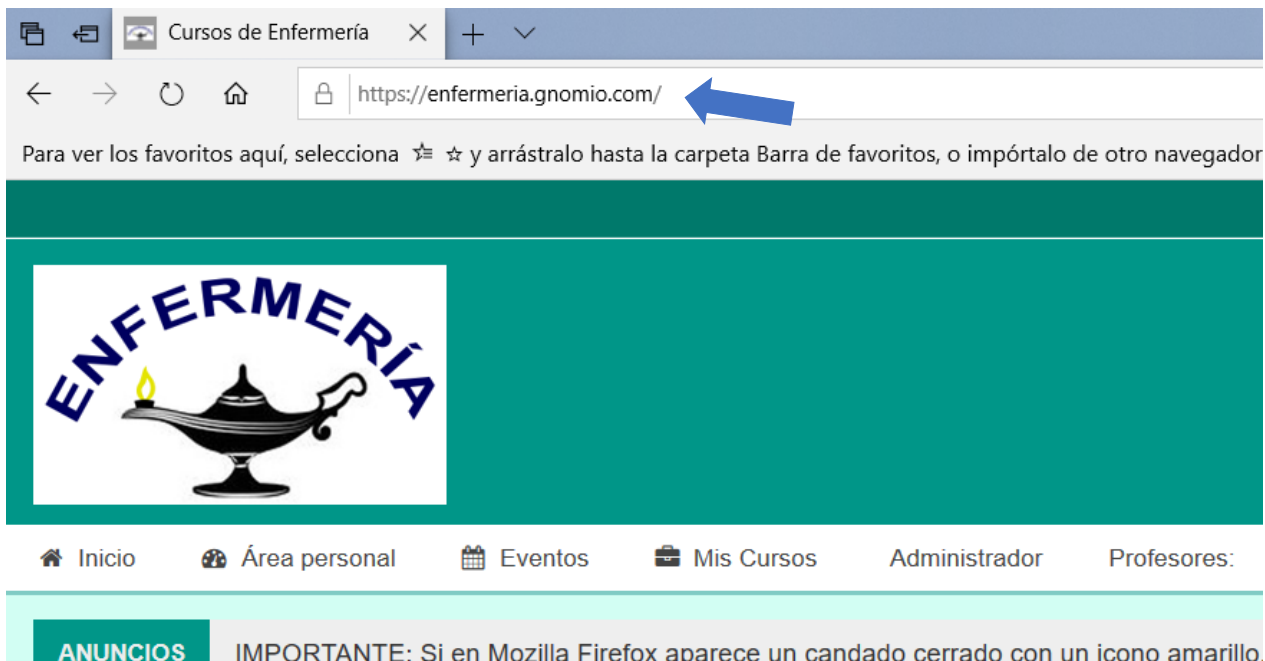 Cursos de Enfermería
https://enfermeria.gnomio.com/
Para ver los favoritos aquí, selecciona y arrástralo hasta la carpeta Barra de favoritos, o impórtalo de otro navegador
ENFERMERÍA
Inicio Área personal Eventos Mis Cursos Administrador Profesores:
ANUNCIOS IMPORTANTE: Si en Mozilla Firefox aparece un candado cerrado con un icono amarillo,